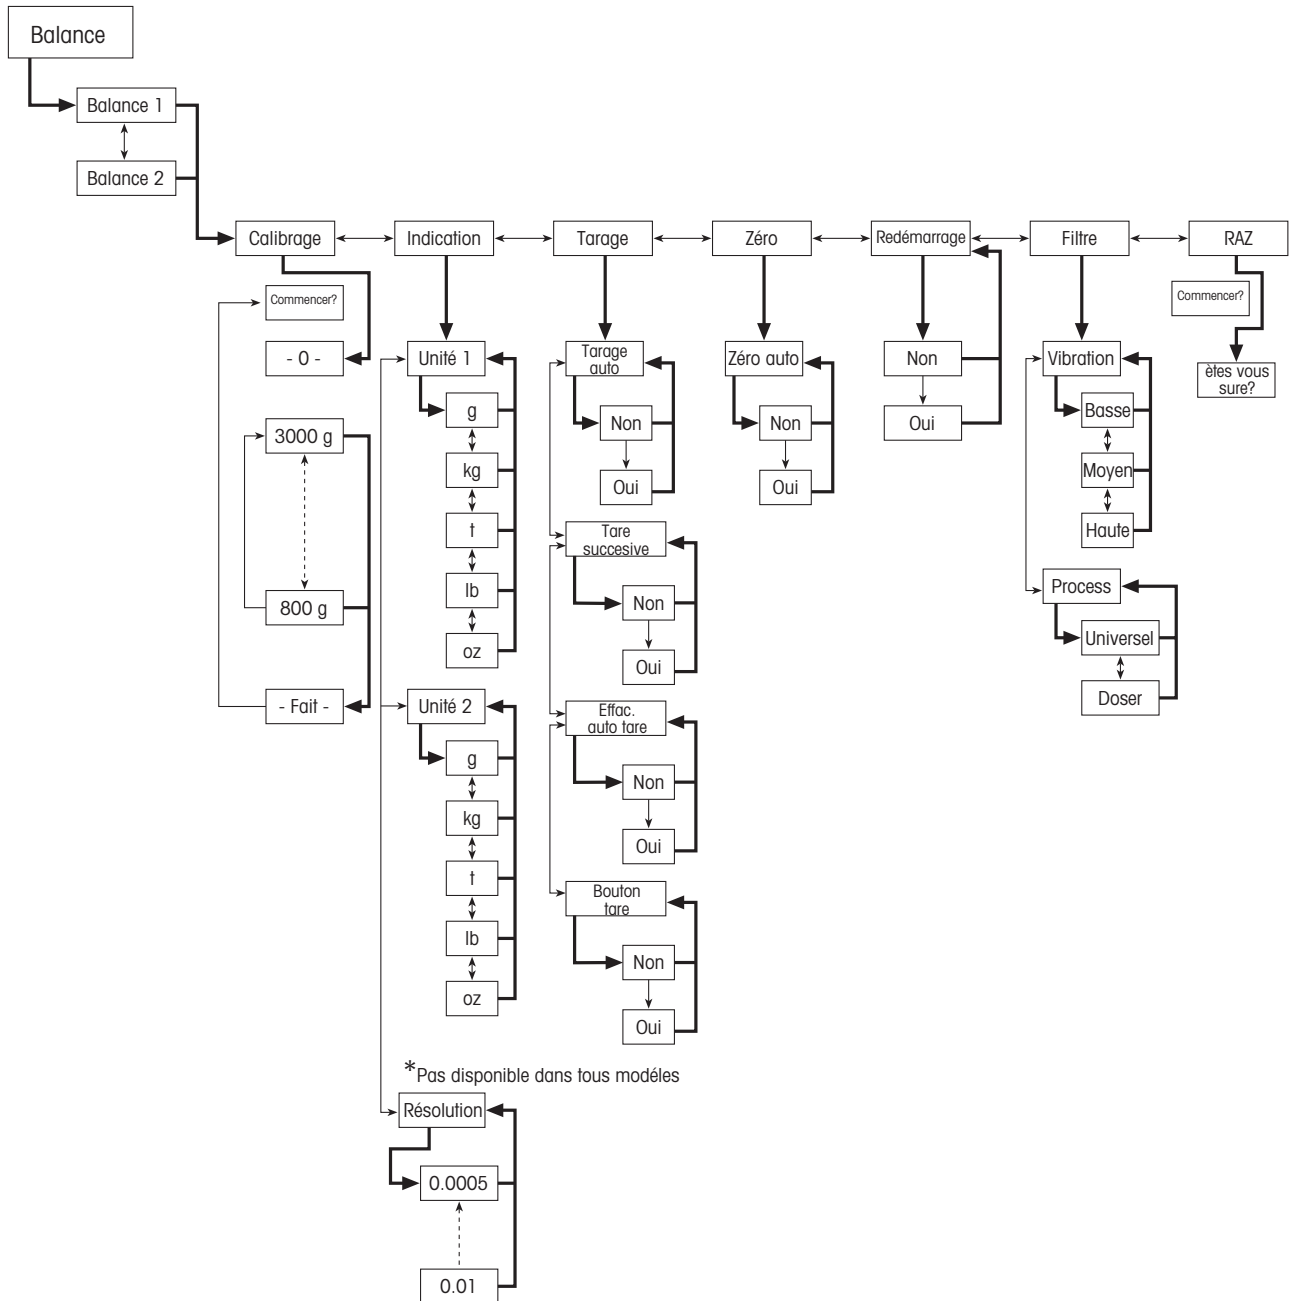 Balance
Balance 1
Balance 2
Calibrage
Indication
Tarage
Zéro
Redémarrage
Filtre
RAZ
Commencer?
- 0 -
3000 g
800 g
- Fait -
Unité 1
g
kg
t
lb
oz
Unité 2
g
kg
t
lb
oz
*Pas disponible dans tous modéles
Résolution
0.0005
0.01
Tarage
auto
Non
Oui
Tare
succesive
Non
Oui
Effac.
auto tare
Non
Oui
Bouton
tare
Non
Oui
Zéro auto
Non
Oui
Non
Oui
Vibration
Basse
Moyen
Haute
Process
Universel
Doser
Commencer?
ètes vous
sure?